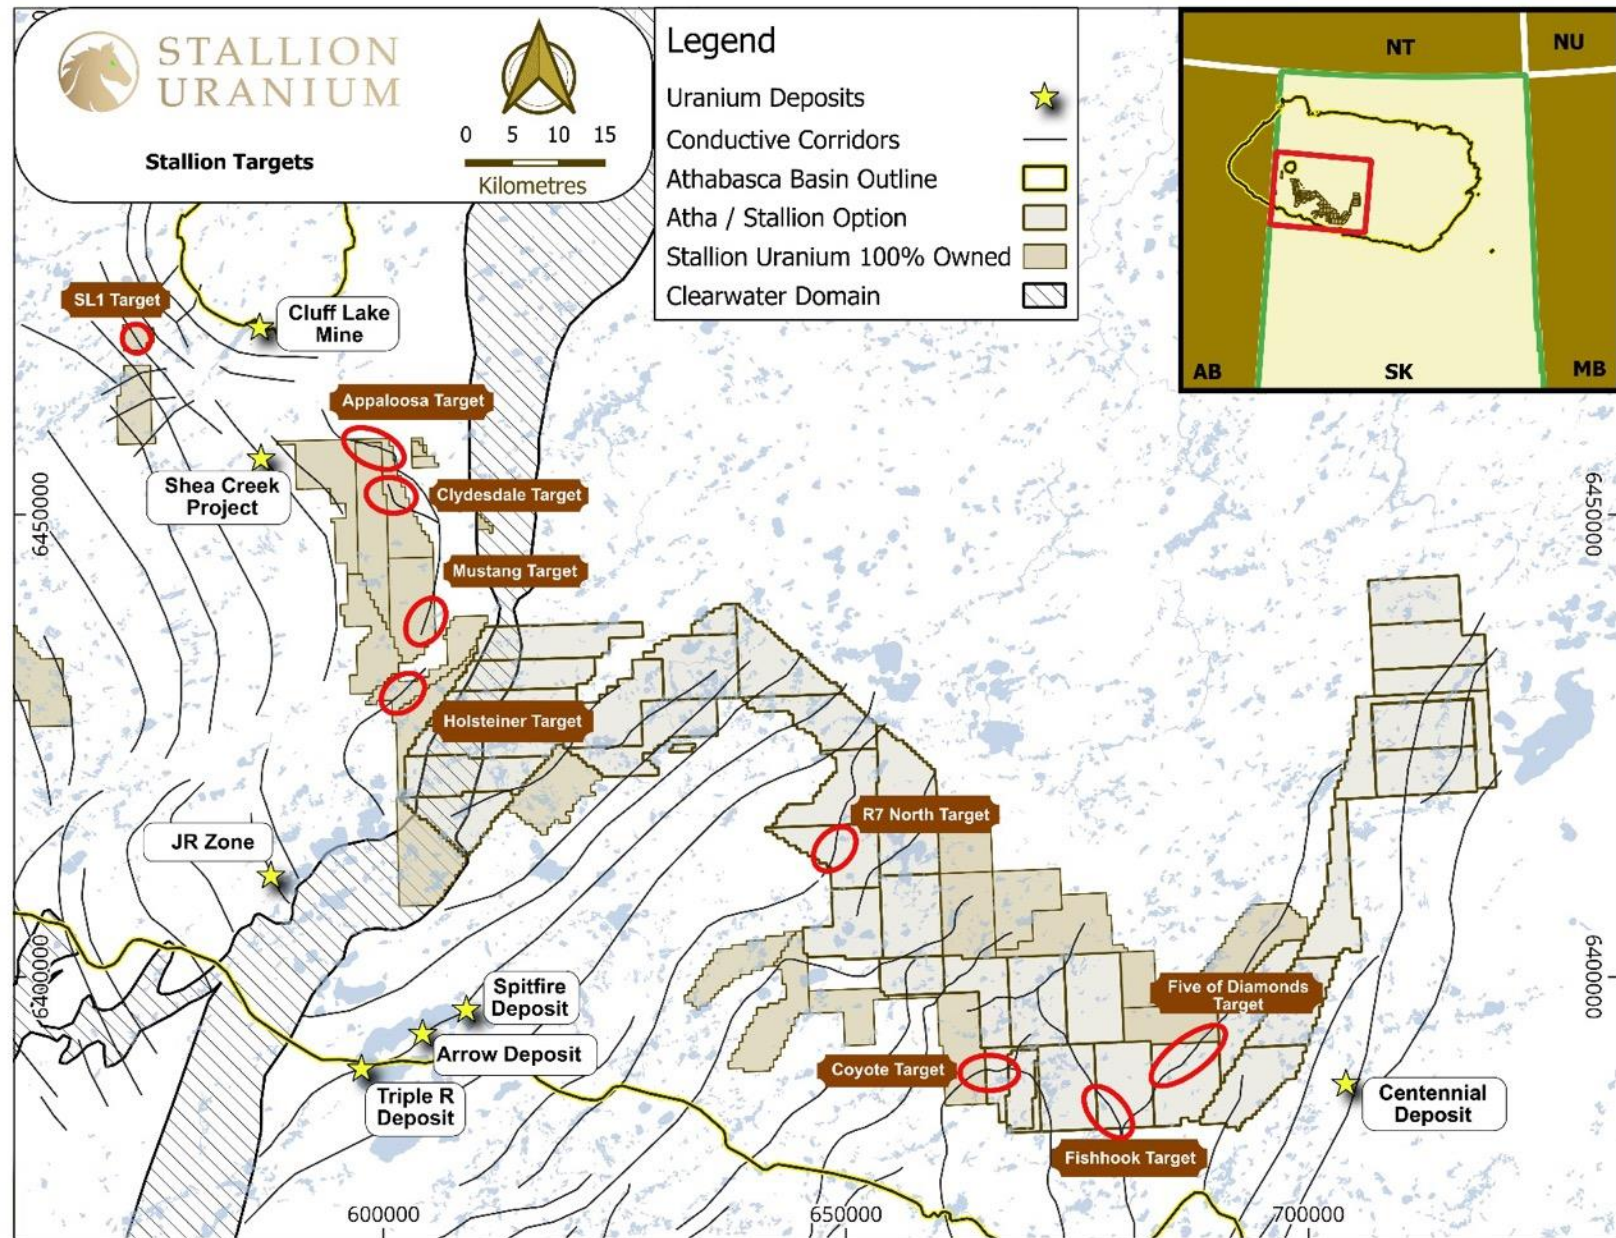 STALLION
URANIUM
Stallion Targets
0 5 10 15
Kilometres
Legend
Uranium Deposits
Conductive Corridors
Athabasca Basin Outline
Atha / Stallion Option
Stallion Uranium 100% Owned
Clearwater Domain
NT
NU
AB
SK
MB
SL1 Target
Cluff Lake
Mine
Appaloosa Target
Shea Creek
Project
Clydesdale Target
6450000
6450000
Mustang Target
Holsteiner Target
R7 North Target
JR Zone
6400000
6400000
Spitfire
Deposit
Five of Diamonds
Target
Arrow Deposit
Coyote Target
Triple R
Deposit
Centennial
Deposit
Fishhook Target
600000
650000
700000